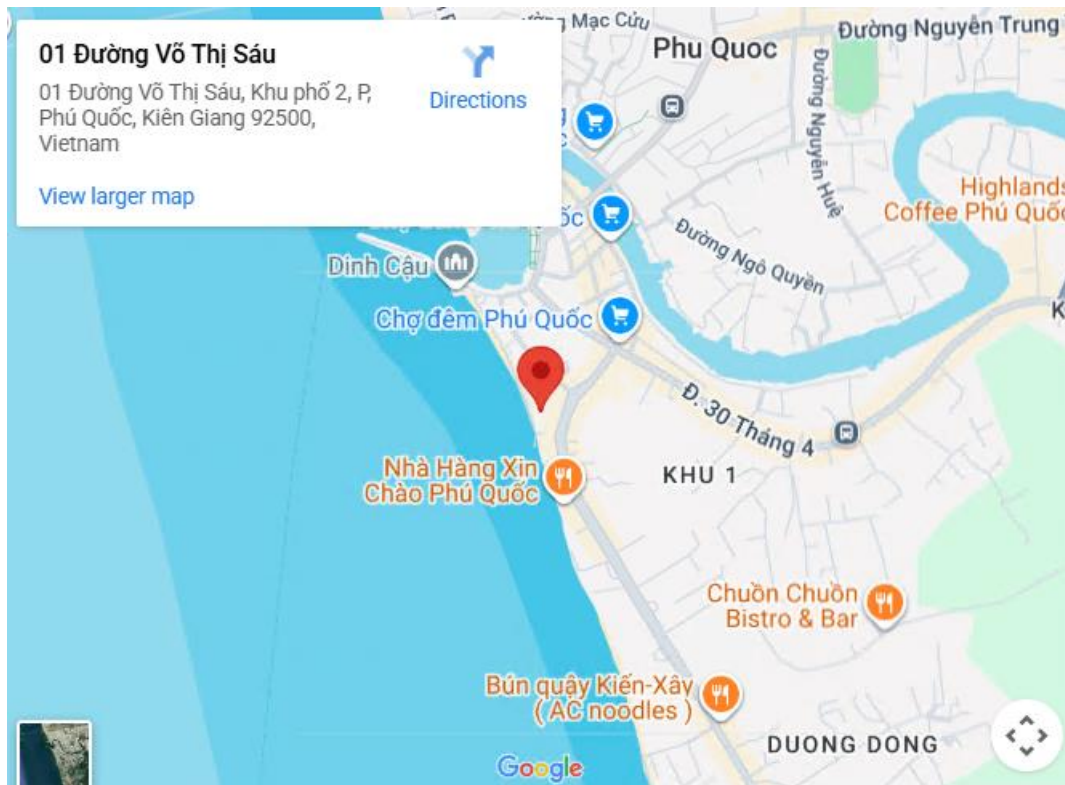 01 Đường Võ Thị Sáu
01 Đường Võ Thị Sáu, Khu phố 2, P,
Phú Quốc, Kiên Giang 92500,
Vietnam
Directions
View larger map
Mạc Cửu
Phu Quoc
Đường Nguyễn Trung
Đường Nguyễn Huệ
Highlands
Coffee Phú Quốc
Đường Ngô Quyền
Dinh Cậu
Chợ đêm Phú Quốc
Đ. 30 Tháng 4
Nhà Hàng Xin
Chào Phú Quốc
KHU 1
Chuồn Chuồn
Bistro & Bar
Bún quậy Kiến-Xây
( AC noodles )
DUONG DONG
Google